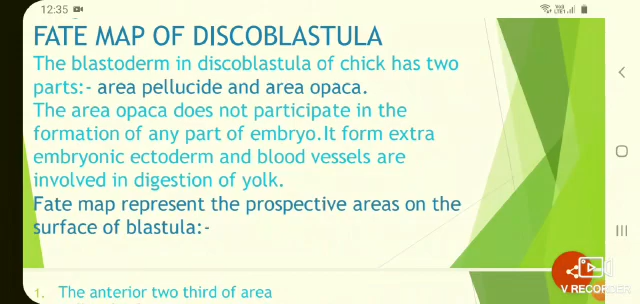 12:35
FATE MAP OF DISCOBLASTULA
The blastoderm in discoblastula of chick has two
parts:- area pellucide and area opaca.
The area opaca does not participate in the
formation of any part of embryo.It form extra
embryonic ectoderm and blood vessels are
involved in digestion of yolk.
Fate map represent the prospective areas on the
surface of blastula:-
1. The anterior two third of area
V RECORDER